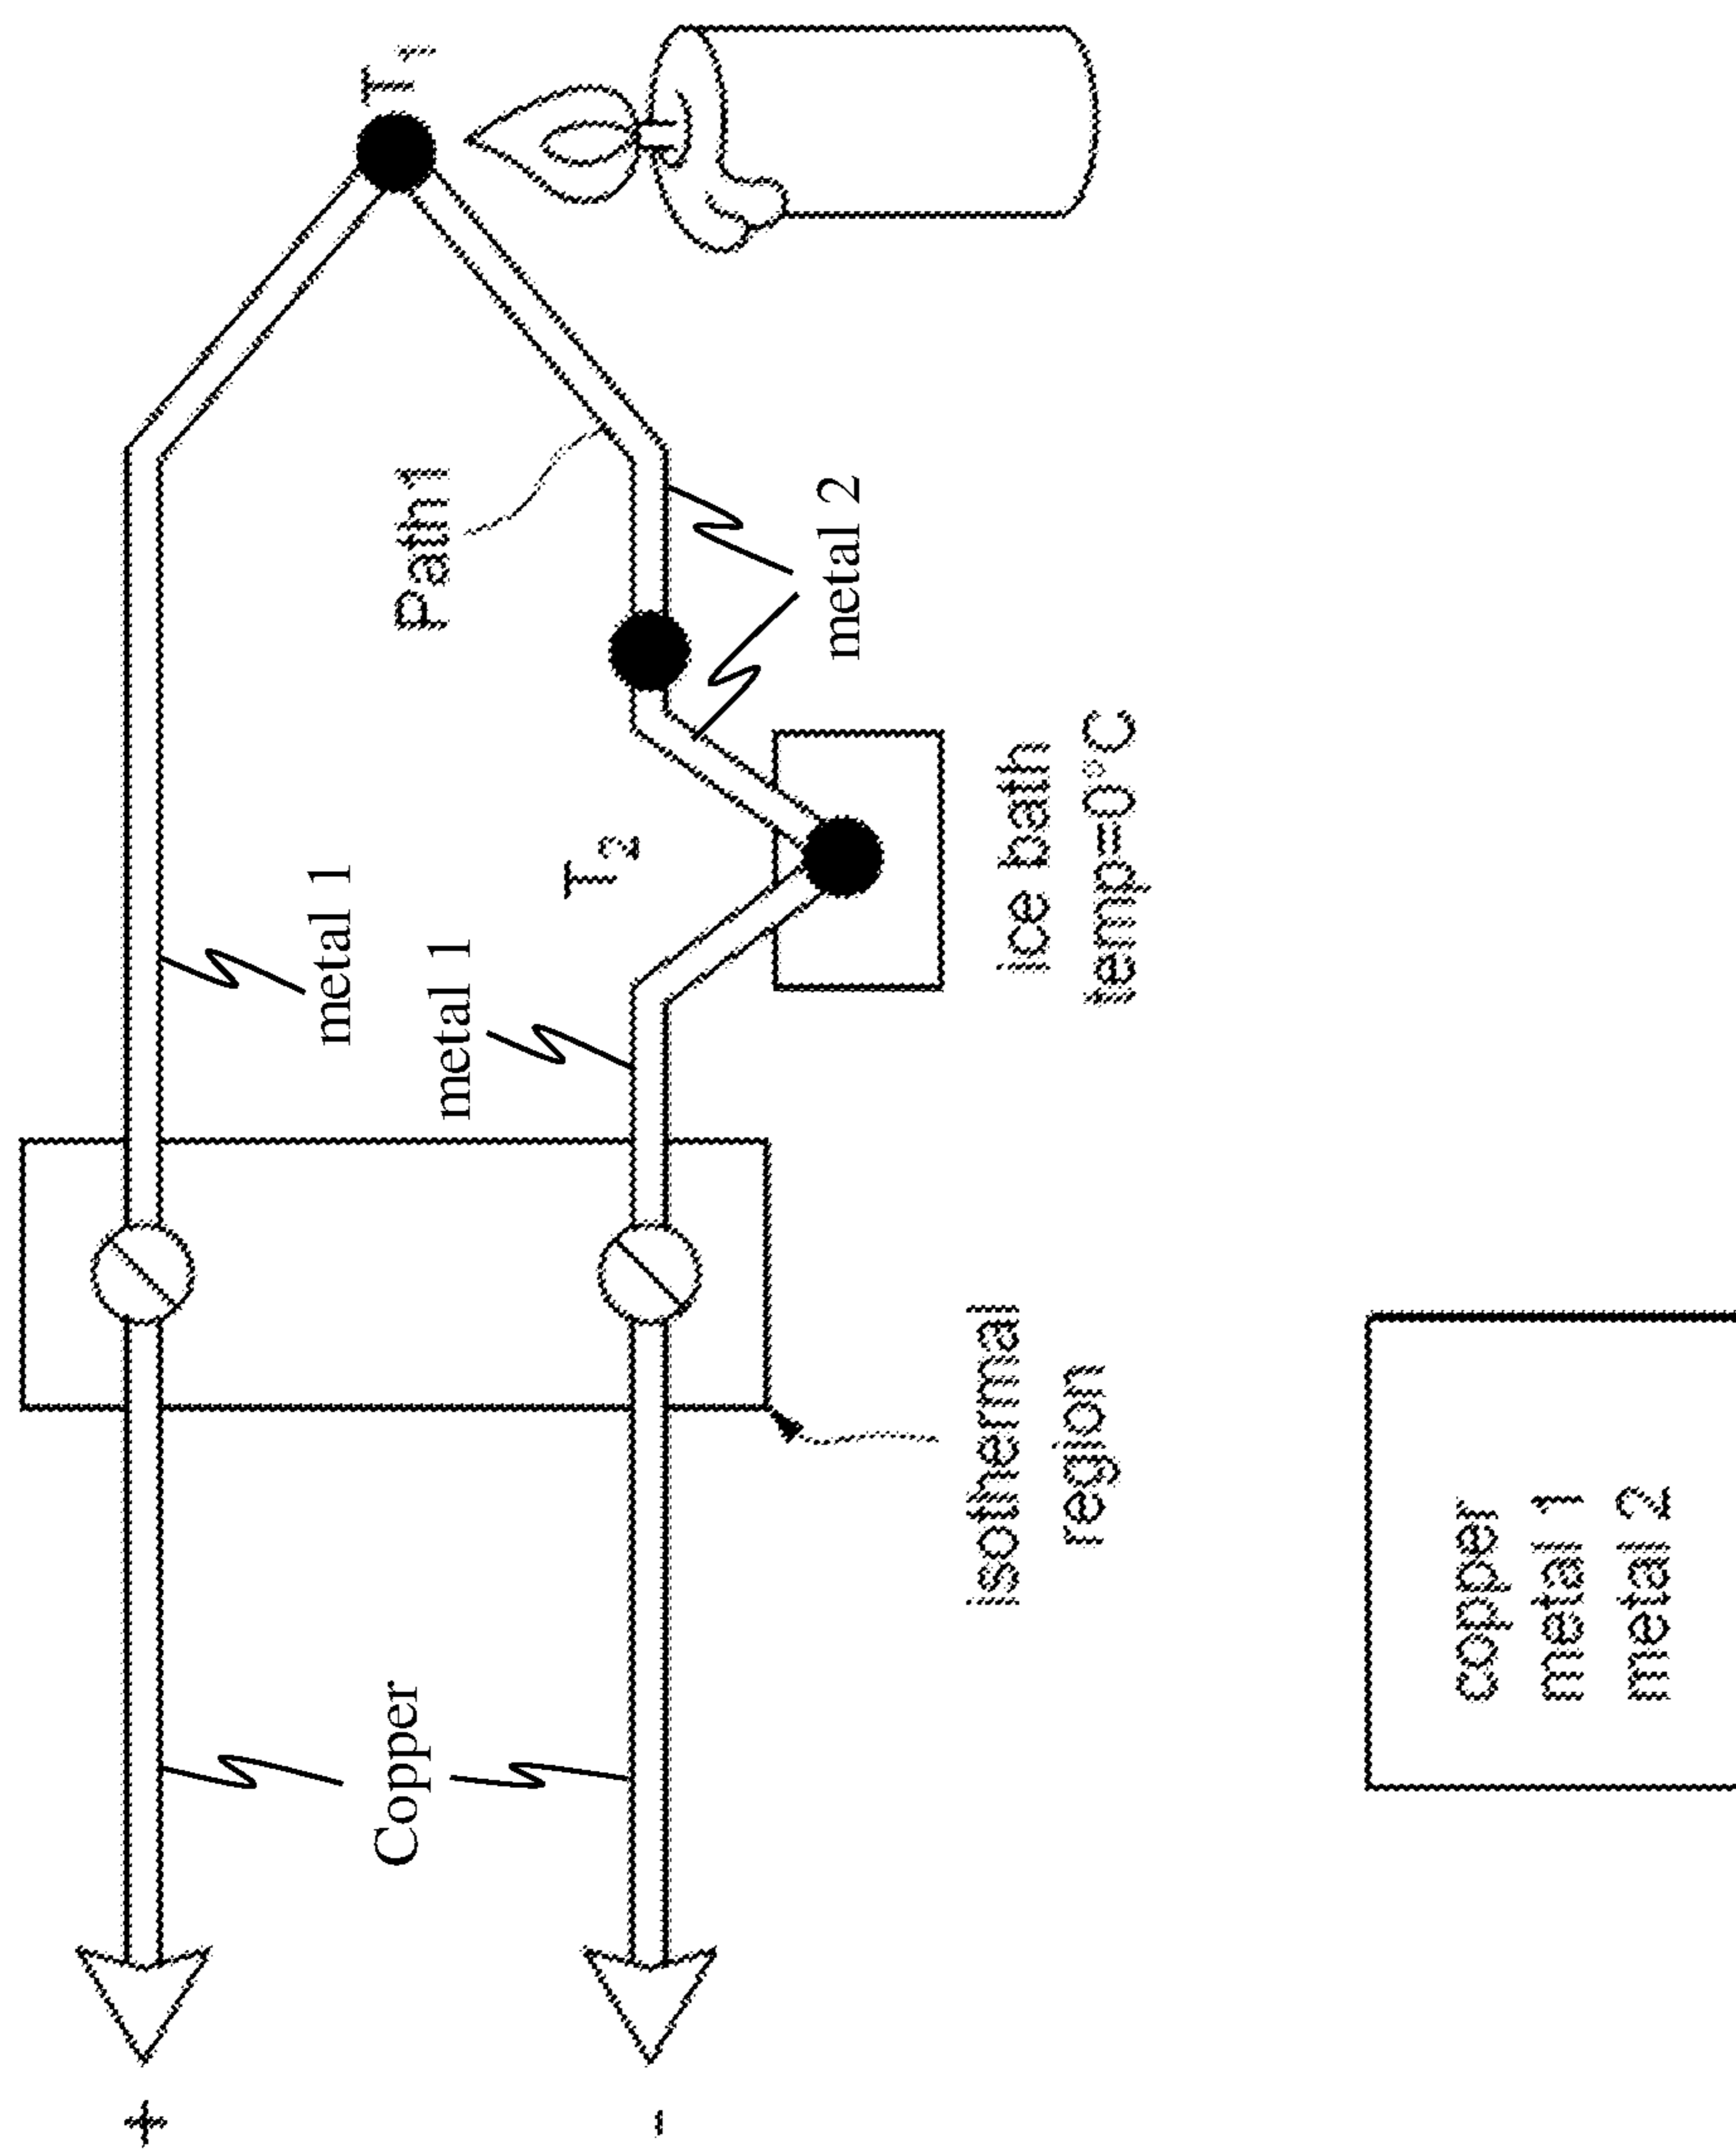 T1
Path1
metal 2
metal 1
metal 1
T2
ice bath
temp=0°C
isothermal
region
Copper
+
-
copper
metal 1
metal 2